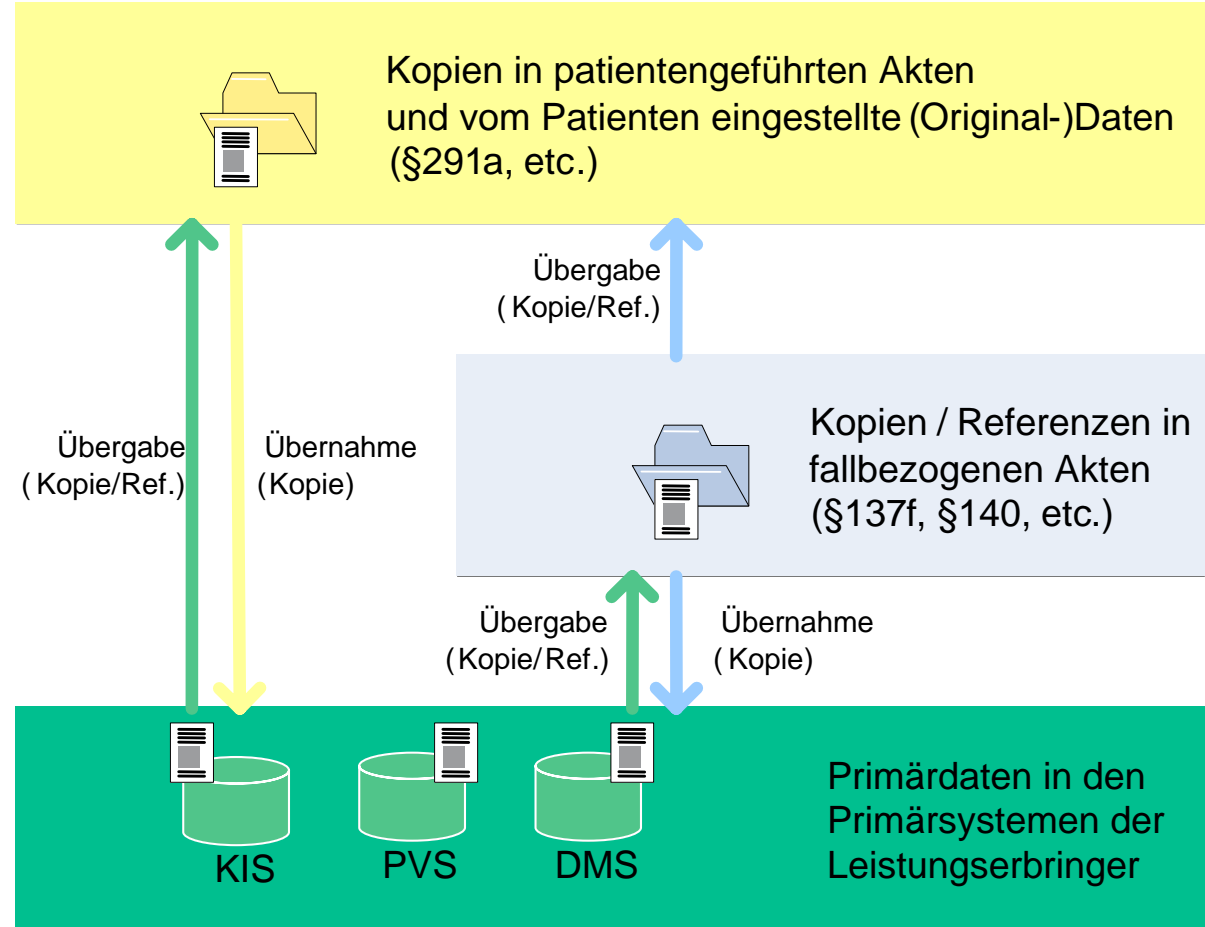 Kopien in patientengeführten Akten
und vom Patienten eingestellte (Original-)Daten
(§291a, etc.)
Übergabe
( Kopie/Ref.)
Übergabe
( Kopie/Ref.)
Übernahme
(Kopie)
Kopien / Referenzen in
fallbezogenen Akten
(§137f, §140, etc.)
Übergabe
( Kopie/ Ref.)
Übernahme
( Kopie)
KIS
PVS
DMS
Primärdaten in den
Primärsystemen der
Leistungserbringer